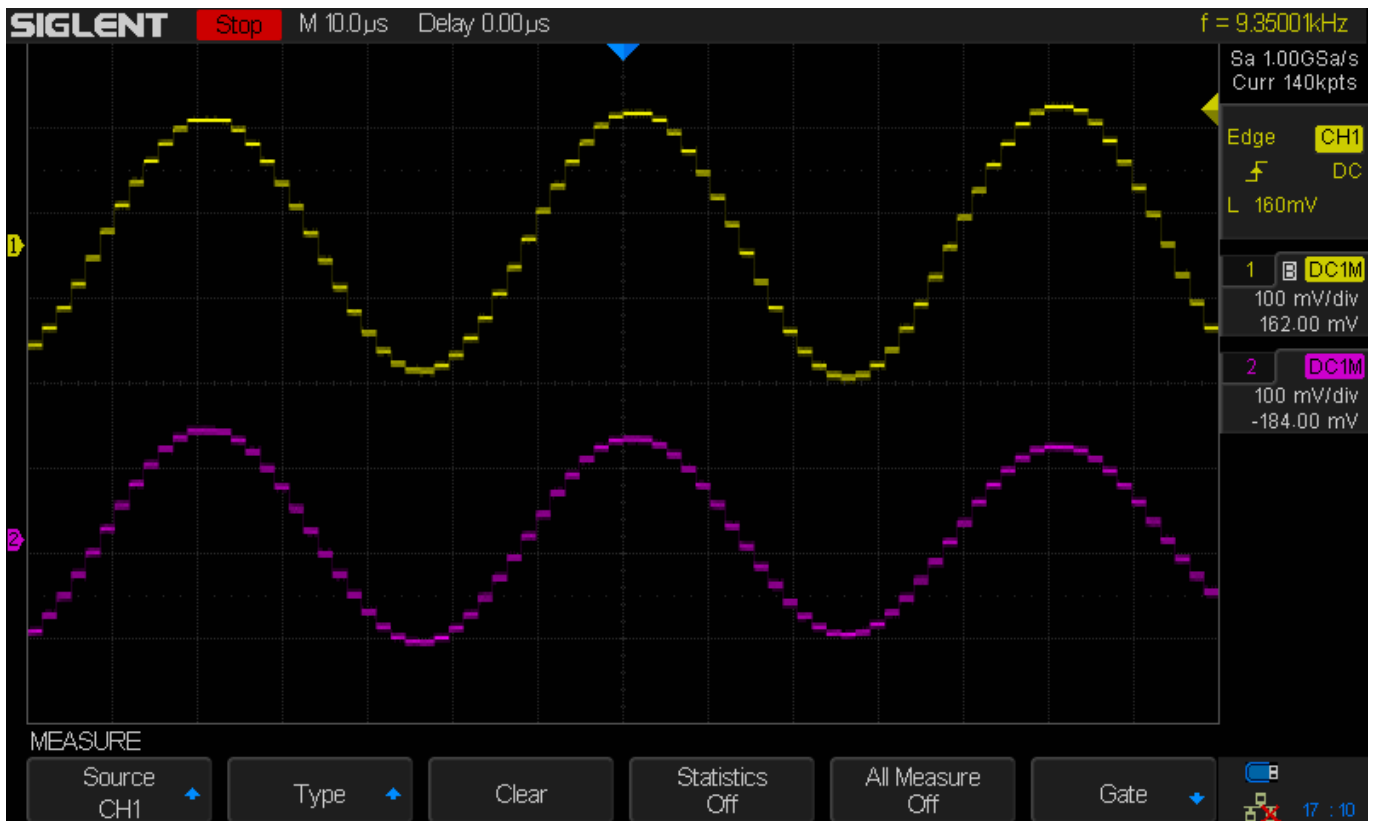 SIGLENT Stop M 10.0µs Delay 0.00µs f = 9.35001kHz
Sa 1.00GSa/s
Curr 140kpts
Edge CH1
DC
L 160mV
1 B DC1M
100 mV/div
162.00 mV
2 DC1M
100 mV/div
-184.00 mV
1
2
MEASURE
Source
CH1
Type
Clear
Statistics
Off
All Measure
Off
Gate
17 : 10